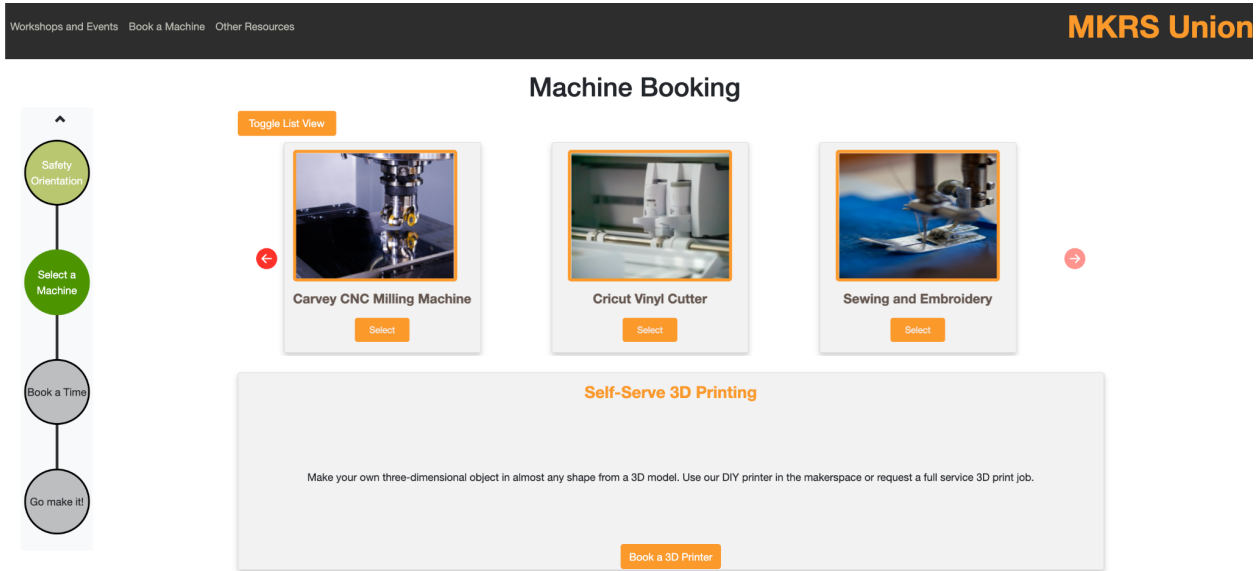 Workshops and Events Book a Machine Other Resources
MKRS Union
Machine Booking
Safety
Orientation
Select a
Machine
Book a Time
Go make it!
Toggle List View
Carvey CNC Milling Machine
Select
Cricut Vinyl Cutter
Select
Sewing and Embroidery
Select
Self-Serve 3D Printing
Make your own three-dimensional object in almost any shape from a 3D model. Use our DIY printer in the makerspace or request a full service 3D print job.
Book a 3D Printer